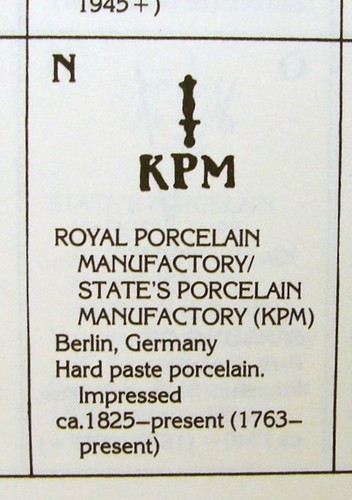 1945+)
N
KPM
ROYAL PORCELAIN
MANUFACTORY/
STATE'S PORCELAIN
MANUFACTORY (KPM)
Berlin, Germany
Hard paste porcelain.
Impressed
ca.1825–present (1763–
present)